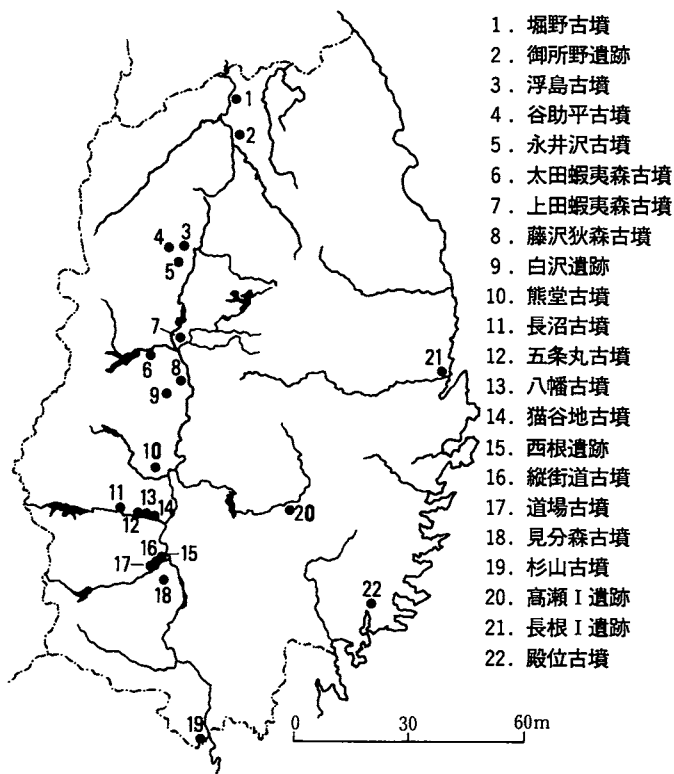 1．堀野古墳
2．御所野遺跡
3．浮島古墳
4．谷助平古墳
5．永井沢古墳
6．太田蝦夷森古墳
7．上田蝦夷森古墳
8．藤沢狄森古墳
9．白沢遺跡
10．熊堂古墳
11．長沼古墳
12．五条丸古墳
13．八幡古墳
14．猫谷地古墳
15．西根遺跡
16．縦街道古墳
17．道場古墳
18．見分森古墳
19．杉山古墳
20．高瀬Ⅰ遺跡
21．長根Ⅰ遺跡
22．殿位古墳
1
2
4 3
5
7
6
8
21
9
10
11 13 14
12
20
16 15
17
18
22
19
0 30 60m